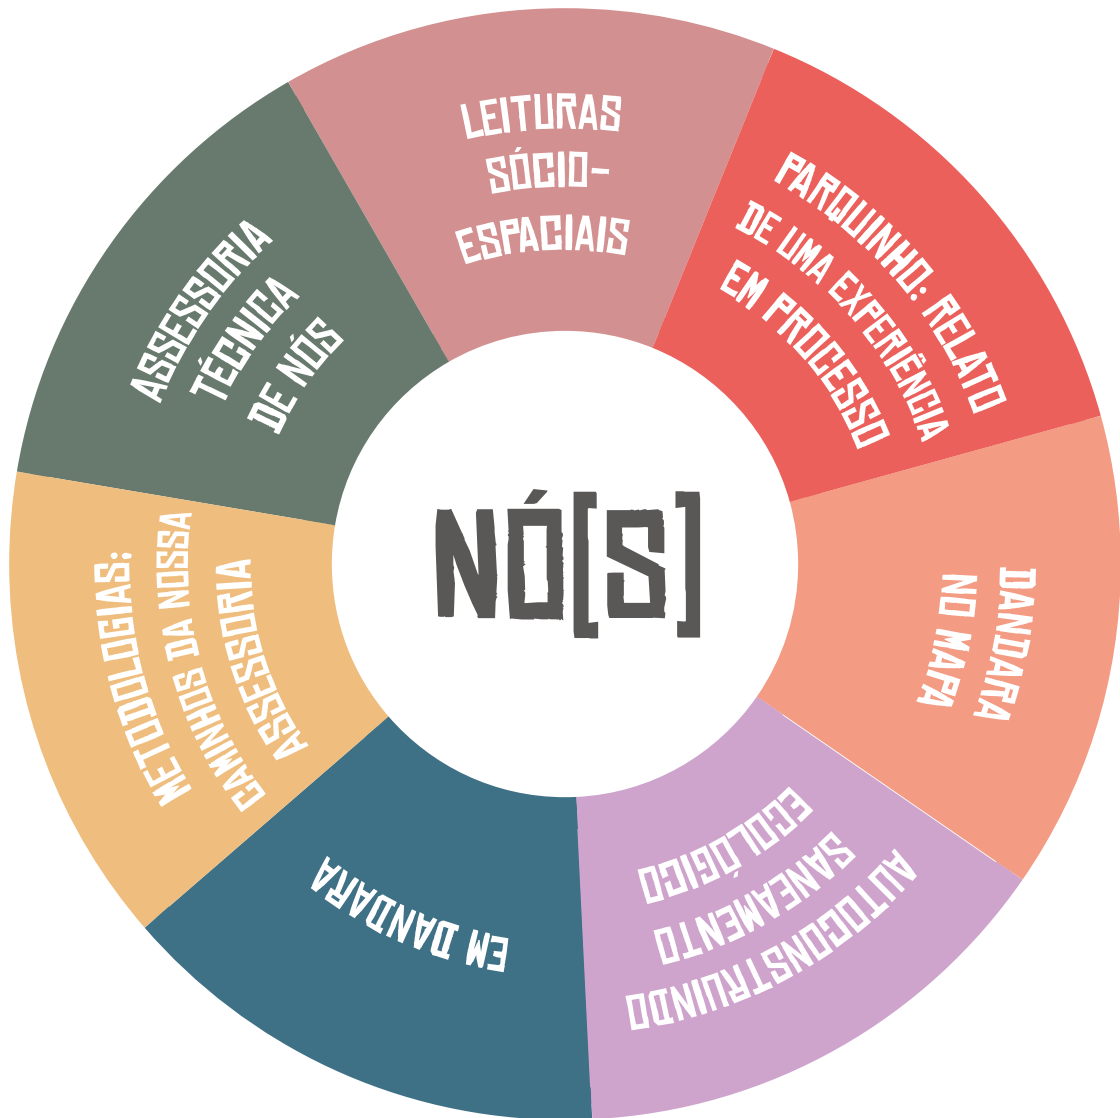 LEITURAS
SÓCIO-
ESPACIAIS
PARQUINHO: RELATO
DE UMA EXPERIÊNCIA
EM PROCESSO
DANDARA
NO MAPA
AUTOCONSTRUINDO
SANEAMENTO
ECOLÓGICO
EM DANDARA
METODOLOGIAS:
CAMINHOS DA NOSSA
ASSESSORIA
ASSESSORIA
TÉCNICA
DE NÓS
NÓ[S]